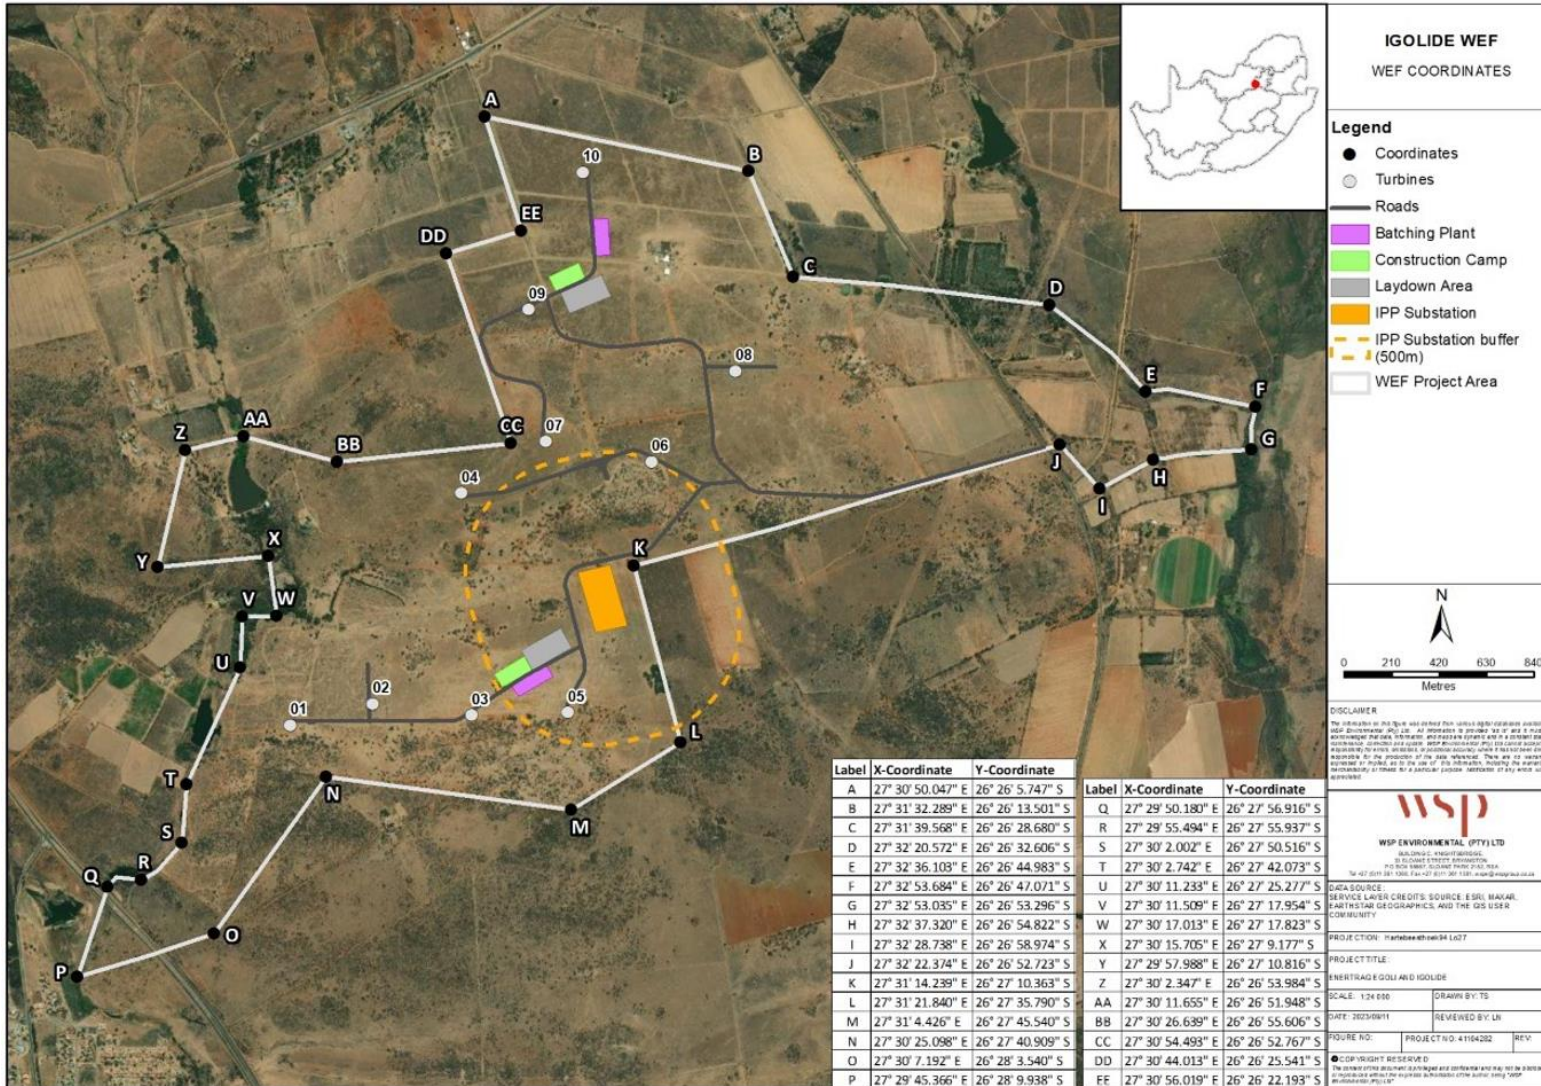 IGOLIDE WEF
WEF COORDINATES
Legend
Coordinates
Turbines
Roads
Batching Plant
Construction Camp
Laydown Area
IPP Substation
IPP Substation buffer
(500m)
WEF Project Area
A
B
10
EE
DD
C
D
09
08
E
F
AA
Z
CC
07
BB
G
06
J
H
04
I
X
K
Y
V
W
U
02
03
05
01
L
T
N
M
S
R
Q
O
P
N
0 210 420 630 840
Metres
Label X-Coordinate Y-Coordinate
A 27° 30' 50.047" E 26° 26' 5.747" S
B 27° 31' 32.289" E 26° 26' 13.501" S
C 27° 31' 39.568" E 26° 26' 28.680" S
D 27° 32' 20.572" E 26° 26' 32.606" S
E 27° 32' 36.103" E 26° 26' 44.983" S
F 27° 32' 53.684" E 26° 26' 47.071" S
G 27° 32' 53.035" E 26° 26' 53.296" S
H 27° 32' 37.320" E 26° 26' 54.822" S
I 27° 32' 28.738" E 26° 26' 58.974" S
J 27° 32' 22.374" E 26° 26' 52.723" S
K 27° 31' 14.239" E 26° 27' 10.363" S
L 27° 31' 21.840" E 26° 27' 35.790" S
M 27° 31' 4.426" E 26° 27' 45.540" S
N 27° 30' 25.098" E 26° 27' 40.909" S
O 27° 30' 7.192" E 26° 28' 3.540" S
P 27° 29' 45.366" E 26° 28' 9.938" S
Label X-Coordinate Y-Coordinate
Q 27° 29' 50.180" E 26° 27' 56.916" S
R 27° 29' 55.494" E 26° 27' 55.937" S
S 27° 30' 2.002" E 26° 27' 50.516" S
T 27° 30' 2.742" E 26° 27' 42.073" S
U 27° 30' 11.233" E 26° 27' 25.277" S
V 27° 30' 11.509" E 26° 27' 17.954" S
W 27° 30' 17.013" E 26° 27' 17.823" S
X 27° 30' 15.705" E 26° 27' 9.177" S
Y 27° 29' 57.988" E 26° 27' 10.816" S
Z 27° 30' 2.347" E 26° 26' 53.984" S
AA 27° 30' 11.655" E 26° 26' 51.948" S
BB 27° 30' 26.639" E 26° 26' 55.606" S
CC 27° 30' 54.493" E 26° 26' 52.767" S
DD 27° 30' 44.013" E 26° 26' 25.541" S
EE 27° 30' 56.019" E 26° 26' 22.193" S
DISCLAIMER
wsp
WSP ENVIRONMENTAL (PTY) LTD
DATA SOURCE:
SERVICE LAYER CREDITS: SOURCE: ESRI, MAXAR,
EARTHSTAR GEOGRAPHICS, AND THE GIS USER
COMMUNITY
PROJECTION: Hartebeesthoek94 Lo27
PROJECT TITLE:
ENERTRAG EGOLI AND IGOLIDE
SCALE: 1:24 000 DRAWN BY: TS
DATE: 2023/09/11 REVIEWED BY: LN
FIGURE NO: PROJECT NO: 41104282 REV:
COPYRIGHT RESERVED